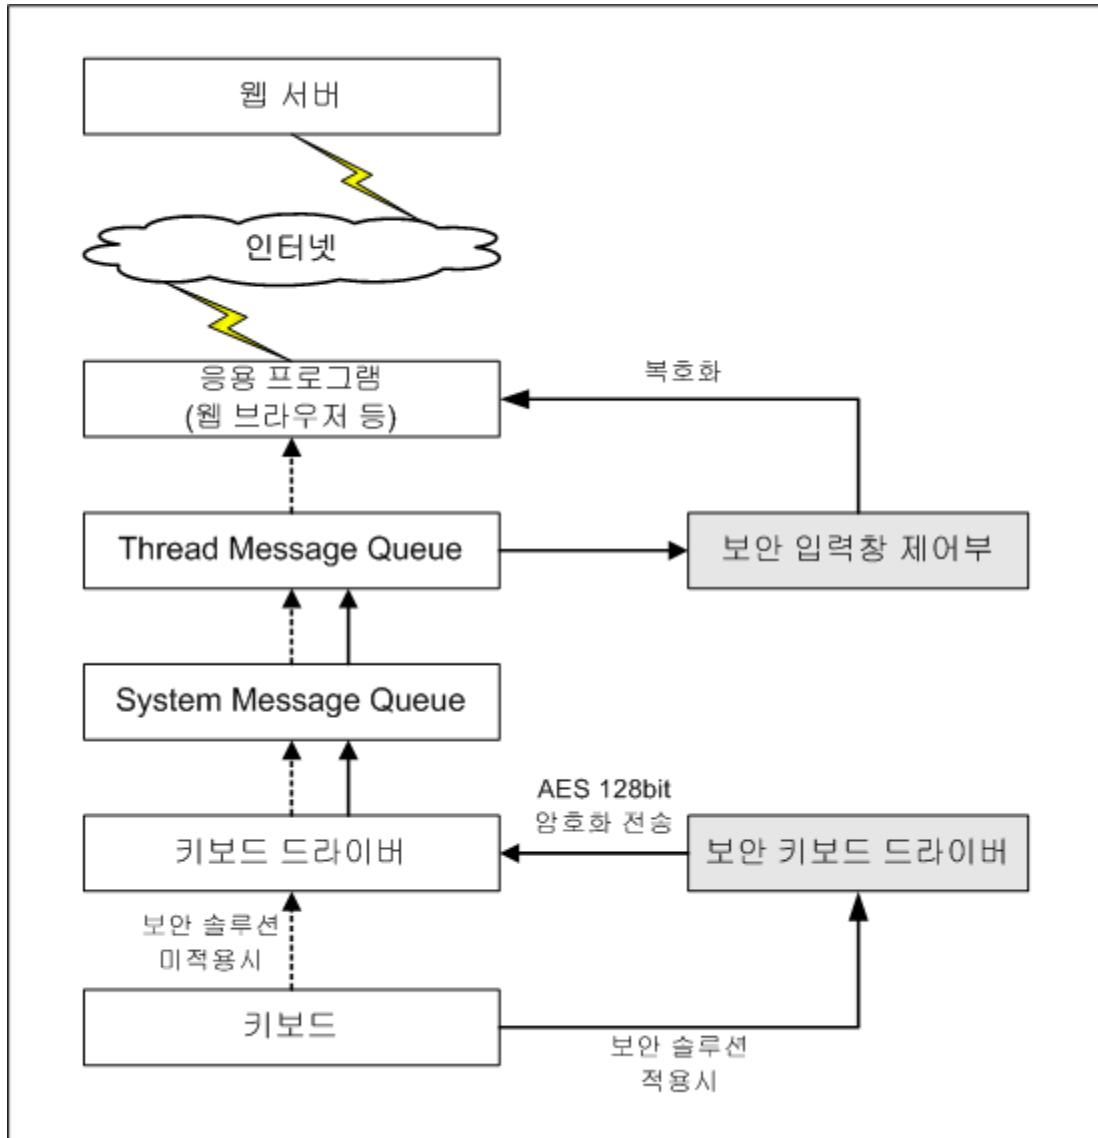 웹 서버
인터넷
응용 프로그램
(웹 브라우저 등)
복호화
Thread Message Queue
보안 입력창 제어부
System Message Queue
AES 128bit
암호화 전송
키보드 드라이버
보안 키보드 드라이버
보안 솔루션
미적용시
키보드
보안 솔루션
적용시